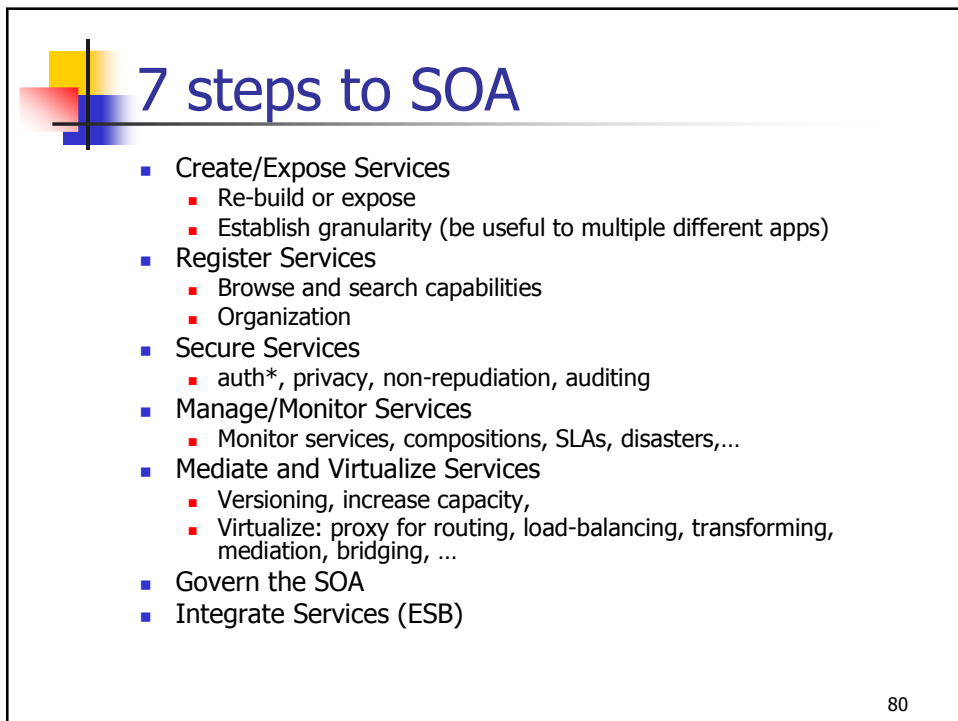 7 steps to SOA
Create/Expose Services
Re-build or expose
Establish granularity (be useful to multiple different apps)
Register Services
Browse and search capabilities
Organization
Secure Services
auth*, privacy, non-repudiation, auditing
Manage/Monitor Services
Monitor services, compositions, SLAs, disasters,…
Mediate and Virtualize Services
Versioning, increase capacity,
Virtualize: proxy for routing, load-balancing, transforming,
mediation, bridging, …
Govern the SOA
Integrate Services (ESB)
80